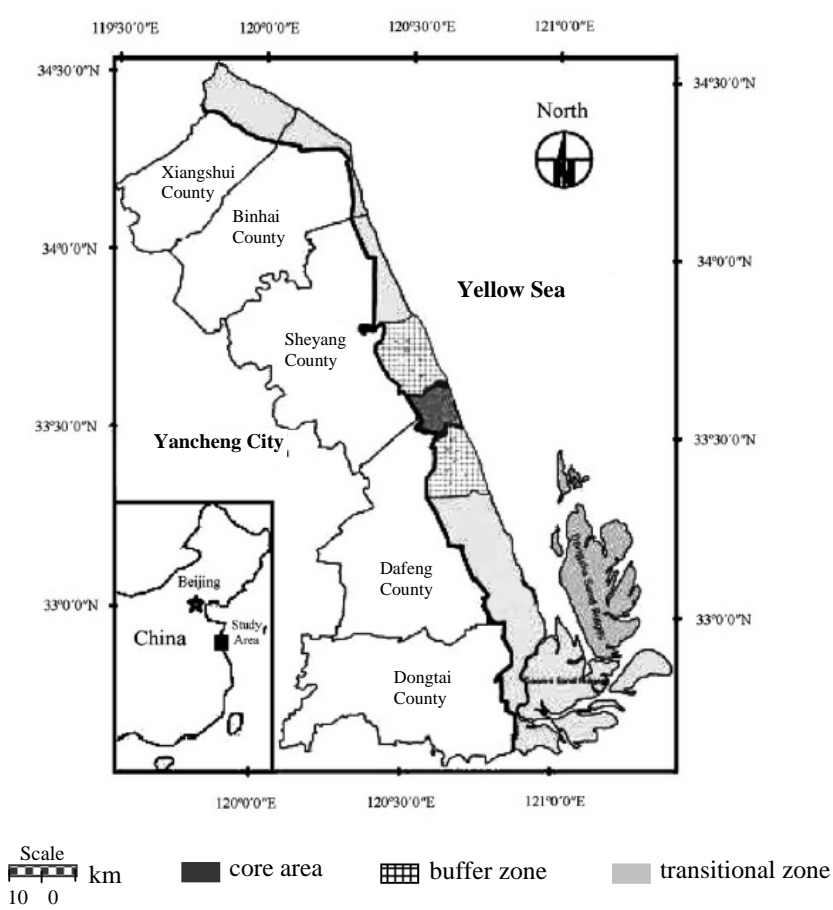 119°30'0"E 120°0'0"E 120°30'0"E 121°0'0"E
34°30'0"N
34°30'0"N
North
N
Xiangshui
County
Binhai
County
34°0'0"N
34°0'0"N
Yellow Sea
Sheyang
County
33°30'0"N
Yancheng City
33°30'0"N
Dafeng
County
Beijing
33°0'0"N
33°0'0"N
China
Study
Area
Dongtai
County
120°0'0"E 120°30'0"E 121°0'0"E
Scale
km
10 0
core area
buffer zone
transitional zone